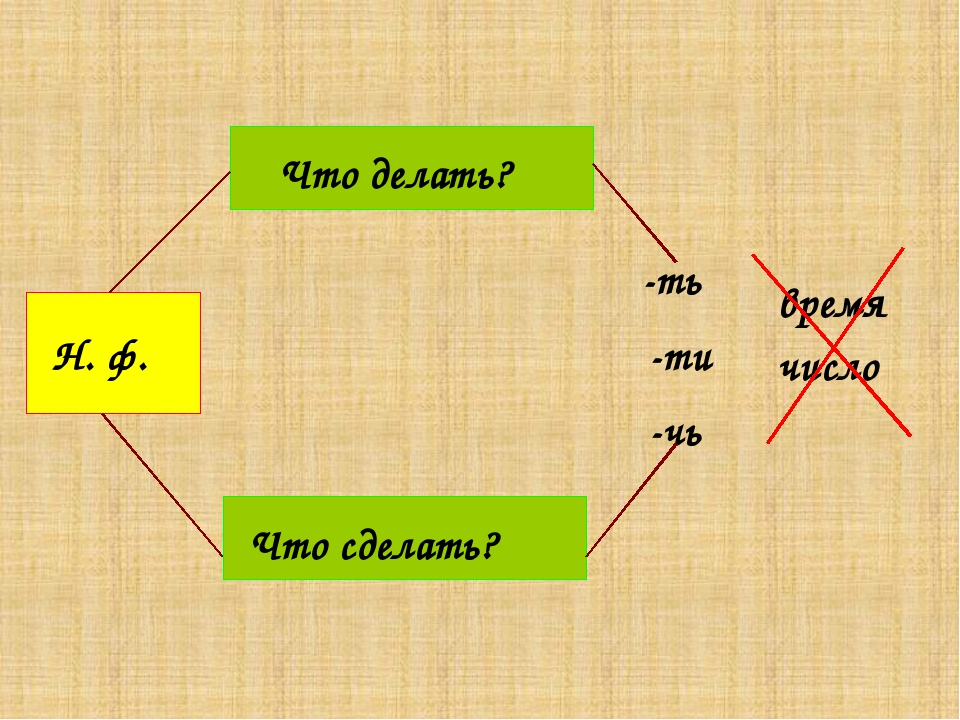 Что делать?
-ть
время
Н. ф.
-ти
число
-чь
Что сделать?